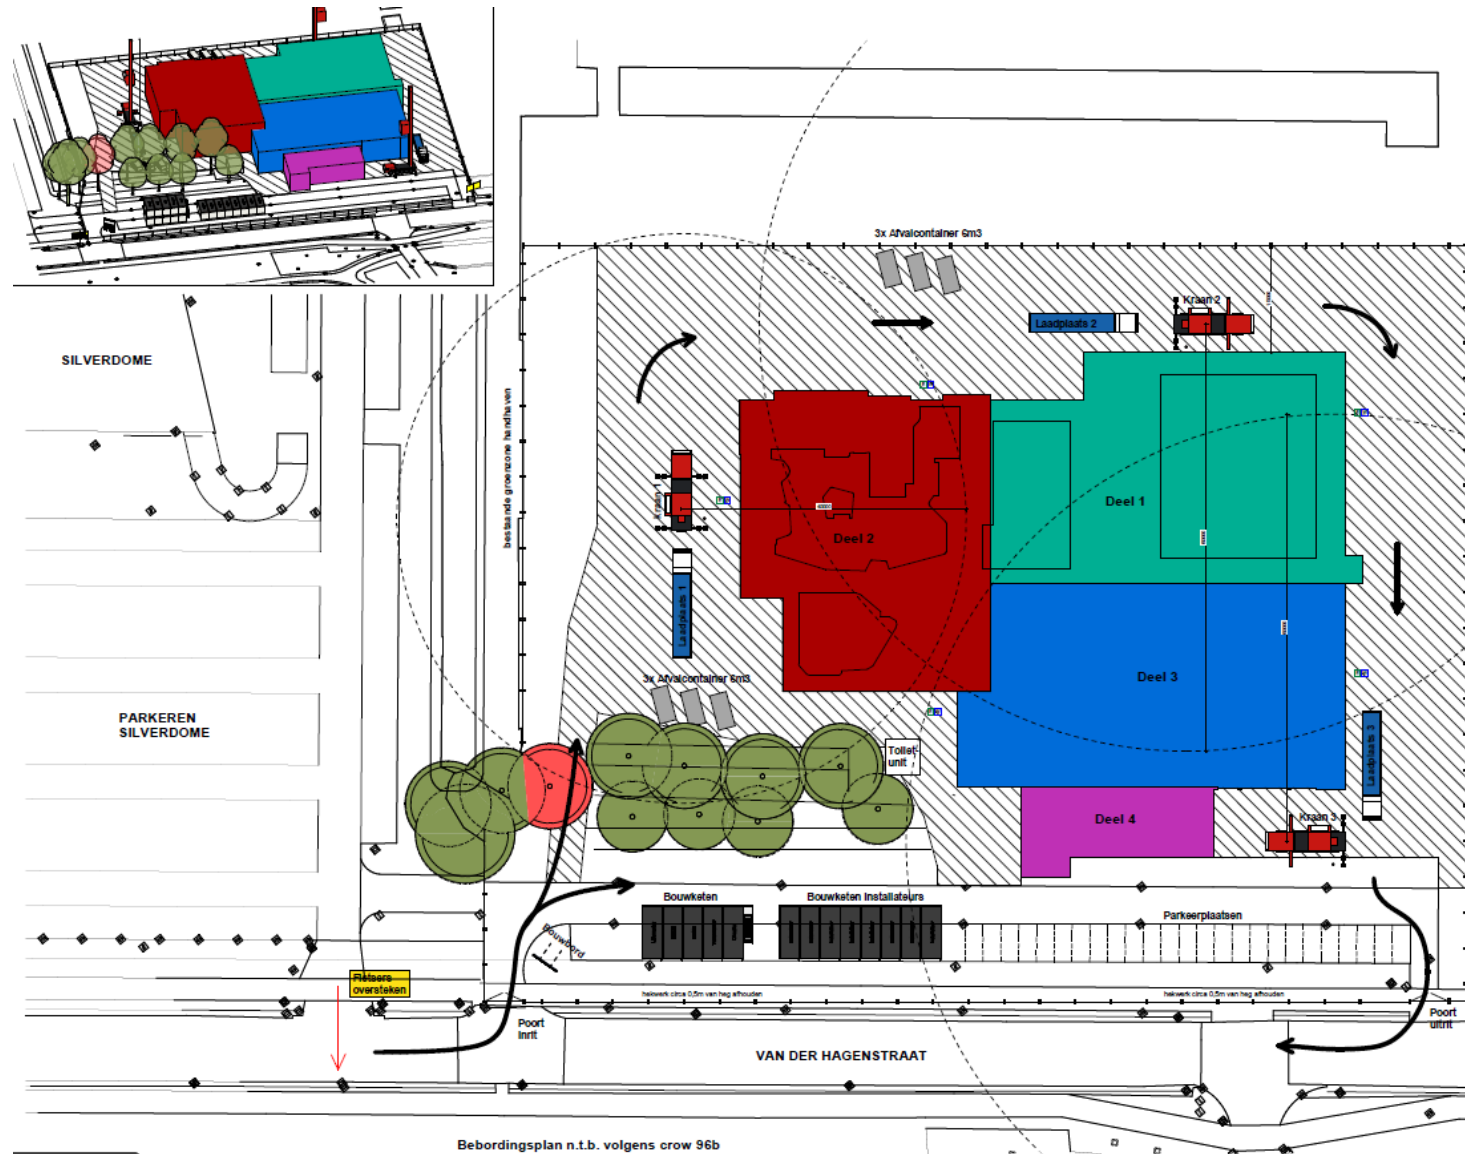 3x Afvalcontainer 6m3
Kraan 2
Laadplaats 2
SILVERDOME
bestaande groenzone handhaven
Kraan 1
Deel 1
Deel 2
Laadplaats 1
3x Afvalcontainer 6m3
Deel 3
PARKEREN
SILVERDOME
Toilet-
unit
Laadplaats 3
Deel 4
Kraan 3
Bouwketen
Bouwketen Installateurs
Parkeerplaatsen
Bouwbord
Fietsers
oversteken
hekwerk circa 0,5m van heg afhouden
hekwerk circa 0,5m van heg afhouden
Poort
inrit
Poort
uitrit
VAN DER HAGENSTRAAT
Bebordingsplan n.t.b. volgens crow 96b